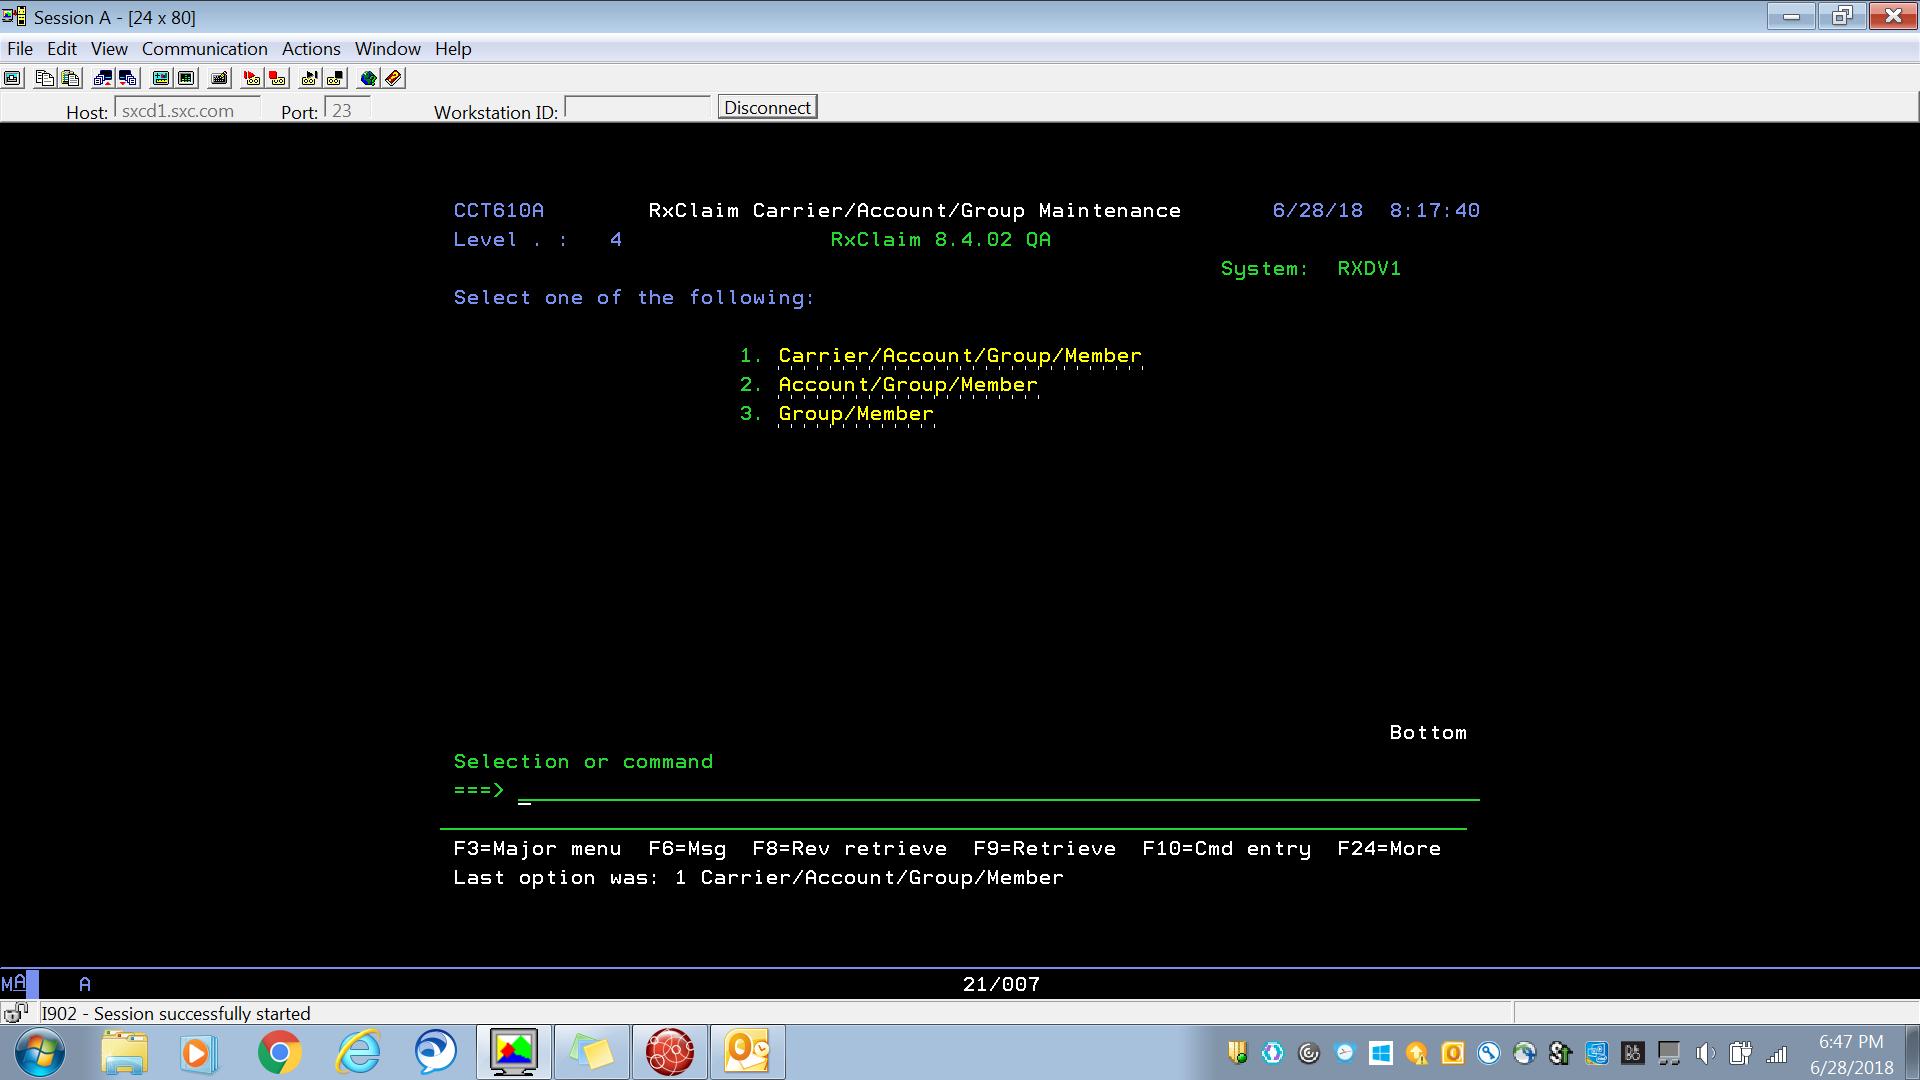 Session A - [24 x 80]
File Edit View Communication Actions Window Help
Host: sxcd1.sxc.com Port: 23 Workstation ID: Disconnect
CCT610A RxClaim Carrier/Account/Group Maintenance 6/28/18 8:17:40
Level . : 4 RxClaim 8.4.02 QA
System: RXDV1
Select one of the following:
1. Carrier/Account/Group/Member
2. Account/Group/Member
3. Group/Member
Bottom
Selection or command
===>
F3=Major menu F6=Msg F8=Rev retrieve F9=Retrieve F10=Cmd entry F24=More
Last option was: 1 Carrier/Account/Group/Member
MA A 21/007
I902 - Session successfully started
6:47 PM
6/28/2018